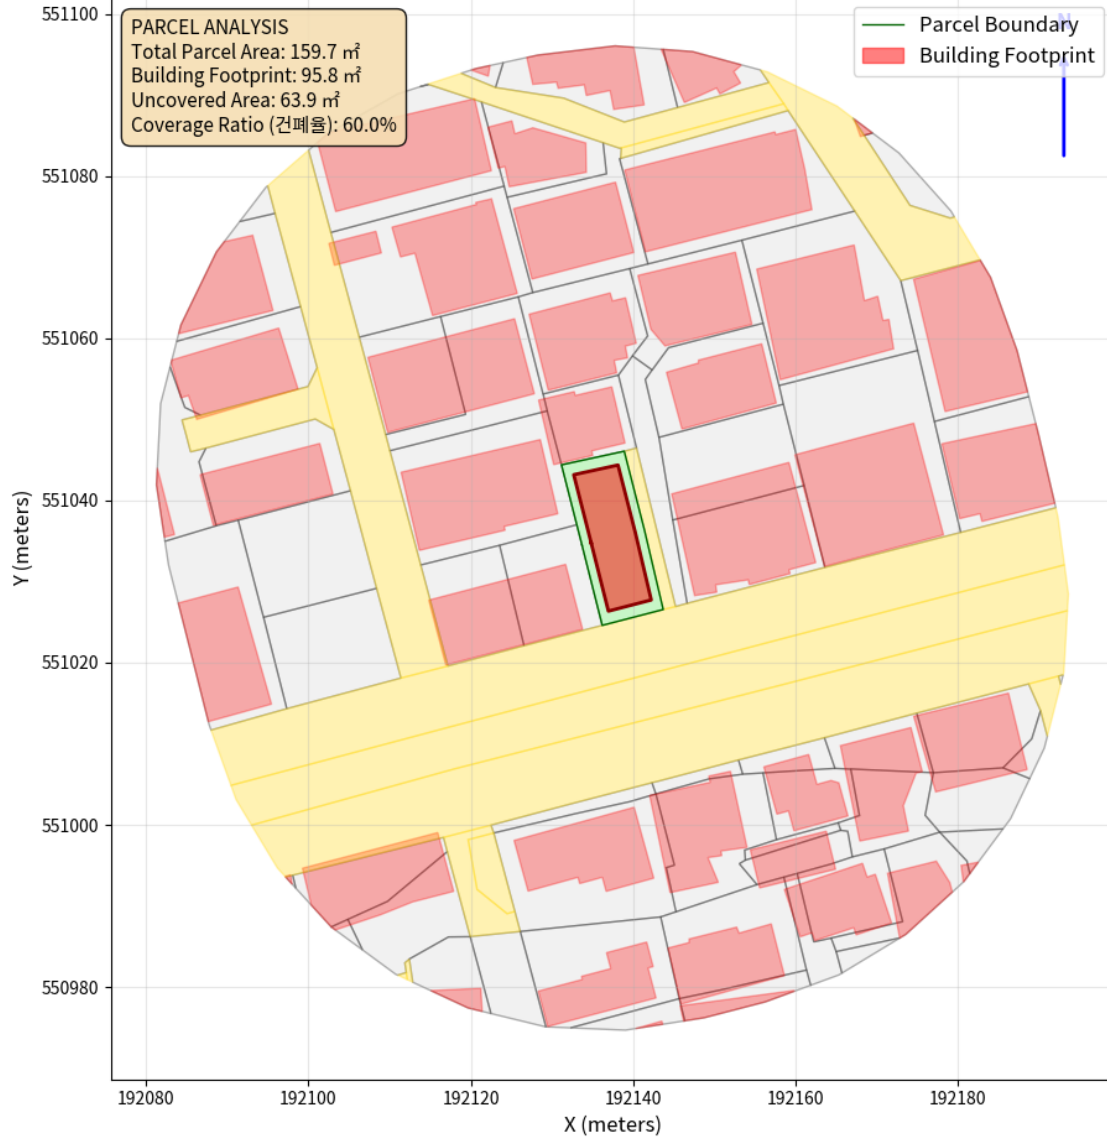 551100
PARCEL ANALYSIS
Total Parcel Area: 159.7 ㎡
Building Footprint: 95.8 ㎡
Uncovered Area: 63.9 ㎡
Coverage Ratio (건폐율): 60.0%
N
Parcel Boundary
Building Footprint
551080
551060
551040
551020
551000
550980
Y (meters)
192080 192100 192120 192140 192160 192180
X (meters)